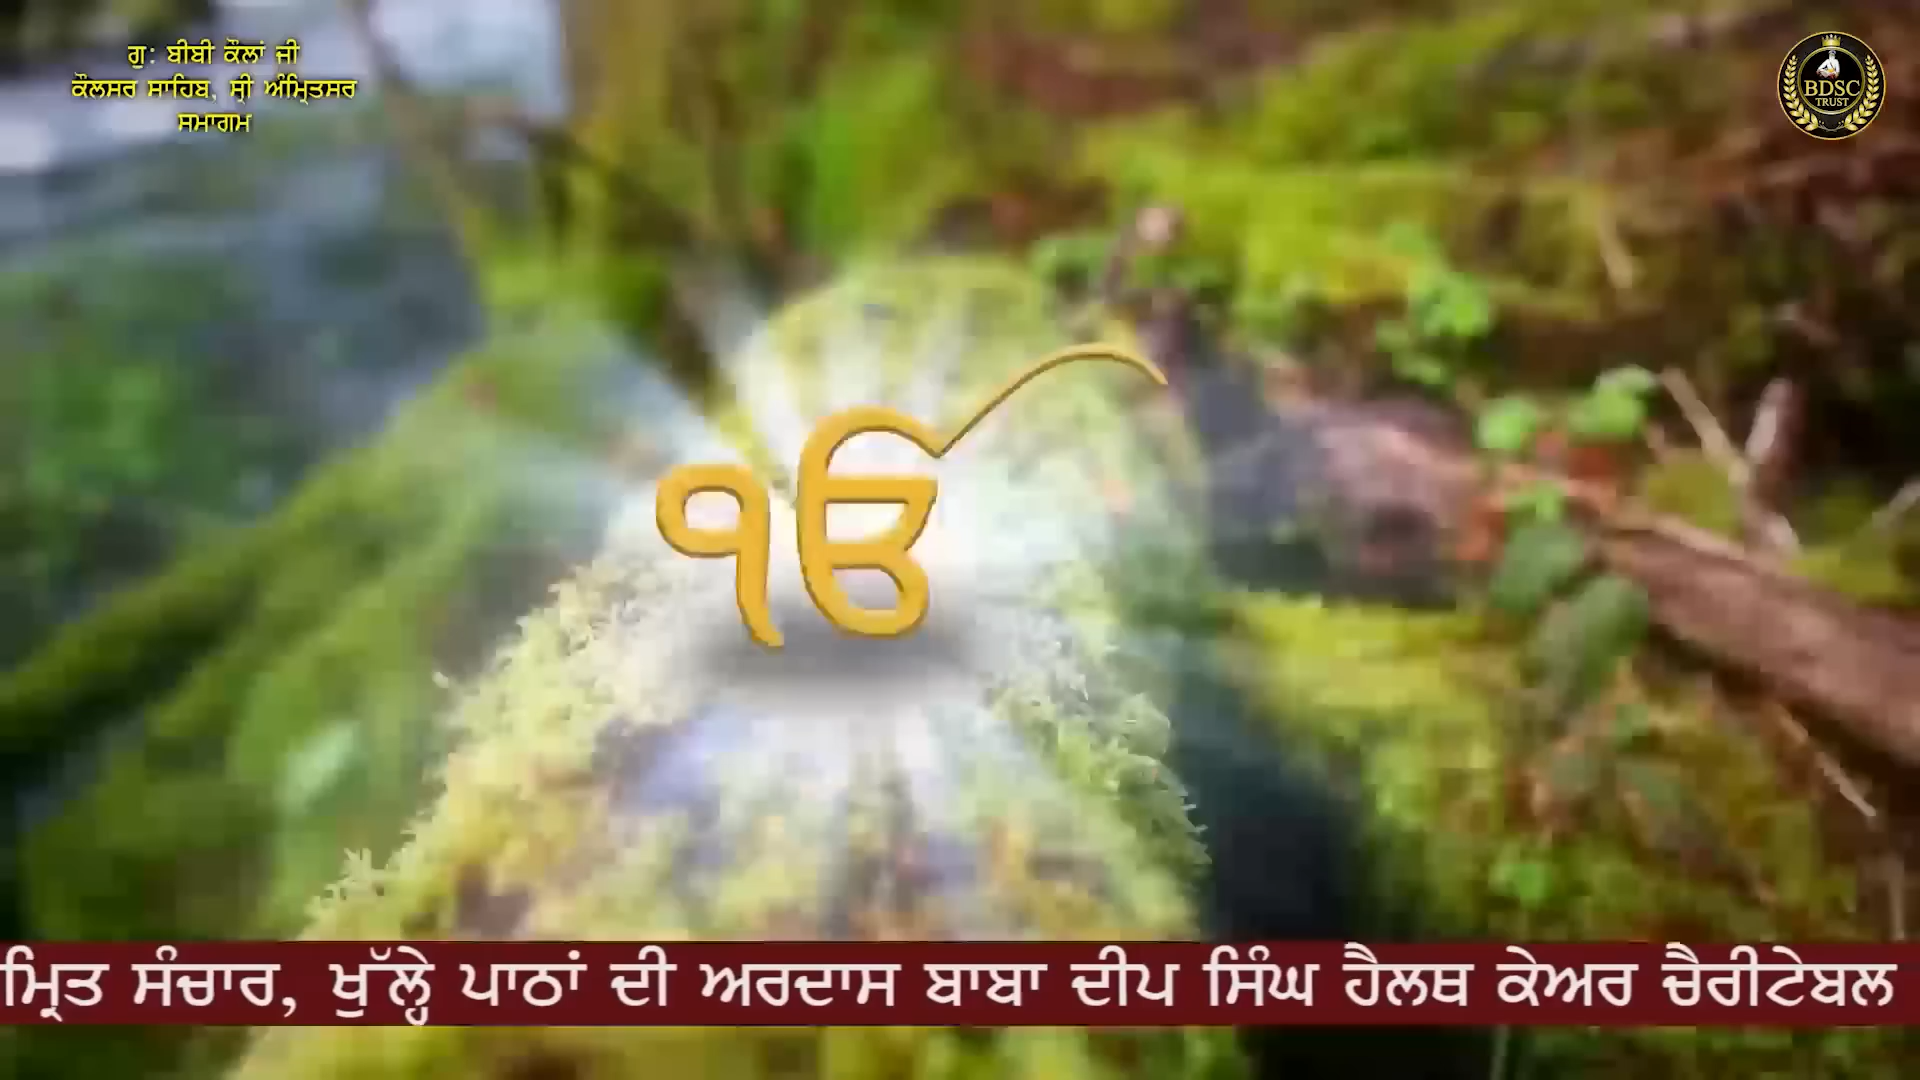 ਗੁ: ਬੀਬੀ ਕੌਲਾਂ ਜੀ
ਕੌਲਸਰ ਸਾਹਿਬ, ਸ੍ਰੀ ਅੰਮ੍ਰਿਤਸਰ
ਸਮਾਗਮ
BDSC
TRUST
ੴ
ਮ੍ਰਿਤ ਸੰਚਾਰ, ਖੁੱਲ੍ਹੇ ਪਾਠਾਂ ਦੀ ਅਰਦਾਸ ਬਾਬਾ ਦੀਪ ਸਿੰਘ ਹੈਲਥ ਕੇਅਰ ਚੈਰੀਟੇਬਲ